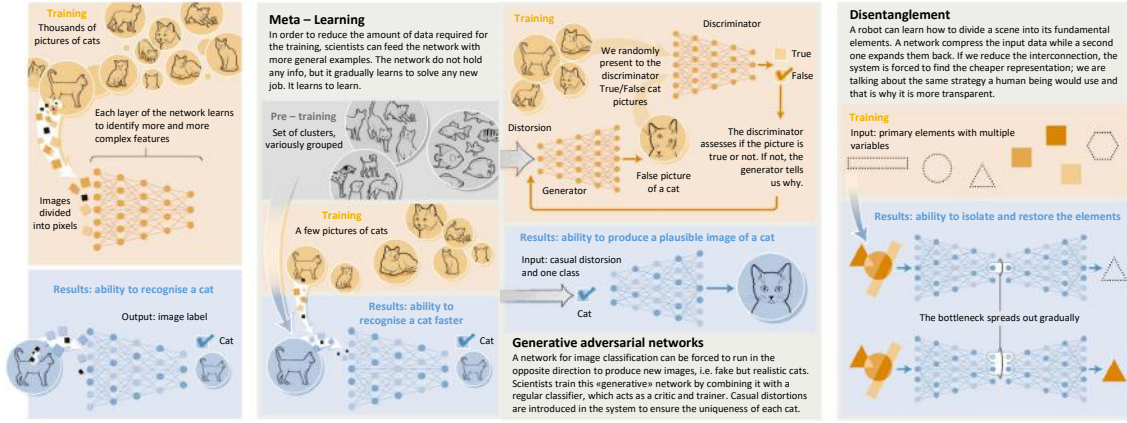 Training
Thousands of
pictures of cats
Each layer of the network learns
to identify more and more
complex features
Images
divided
into pixels
Results: ability to recognise a cat
Output: image label
Cat
Meta – Learning
In order to reduce the amount of data required for
the training, scientists can feed the network with
more general examples. The network do not hold
any info, but it gradually learns to solve any new
job. It learns to learn.
Pre – training
Set of clusters,
variously grouped
Training
A few pictures of cats
Results: ability to
recognise a cat faster
Cat
Training
Discriminator
We randomly
present to the
discriminator
True/False cat
pictures
True
False
Distorsion
Generator
False picture
of a cat
The discriminator
assesses if the picture is
true or not. If not, the
generator tells
us why.
Results: ability to produce a plausible image of a cat
Input: casual distorsion
and one class
Cat
Generative adversarial networks
A network for image classification can be forced to run in the
opposite direction to produce new images, i.e. fake but realistic cats.
Scientists train this «generative» network by combining it with a
regular classifier, which acts as a critic and trainer. Casual distortions
are introduced in the system to ensure the uniqueness of each cat.
Disentanglement
A robot can learn how to divide a scene into its fundamental
elements. A network compress the input data while a second
one expands them back. If we reduce the interconnection, the
system is forced to find the cheaper representation; we are
talking about the same strategy a human being would use and
that is why it is more transparent.
Training
Input: primary elements with multiple
variables
Results: ability to isolate and restore the elements
The bottleneck spreads out gradually